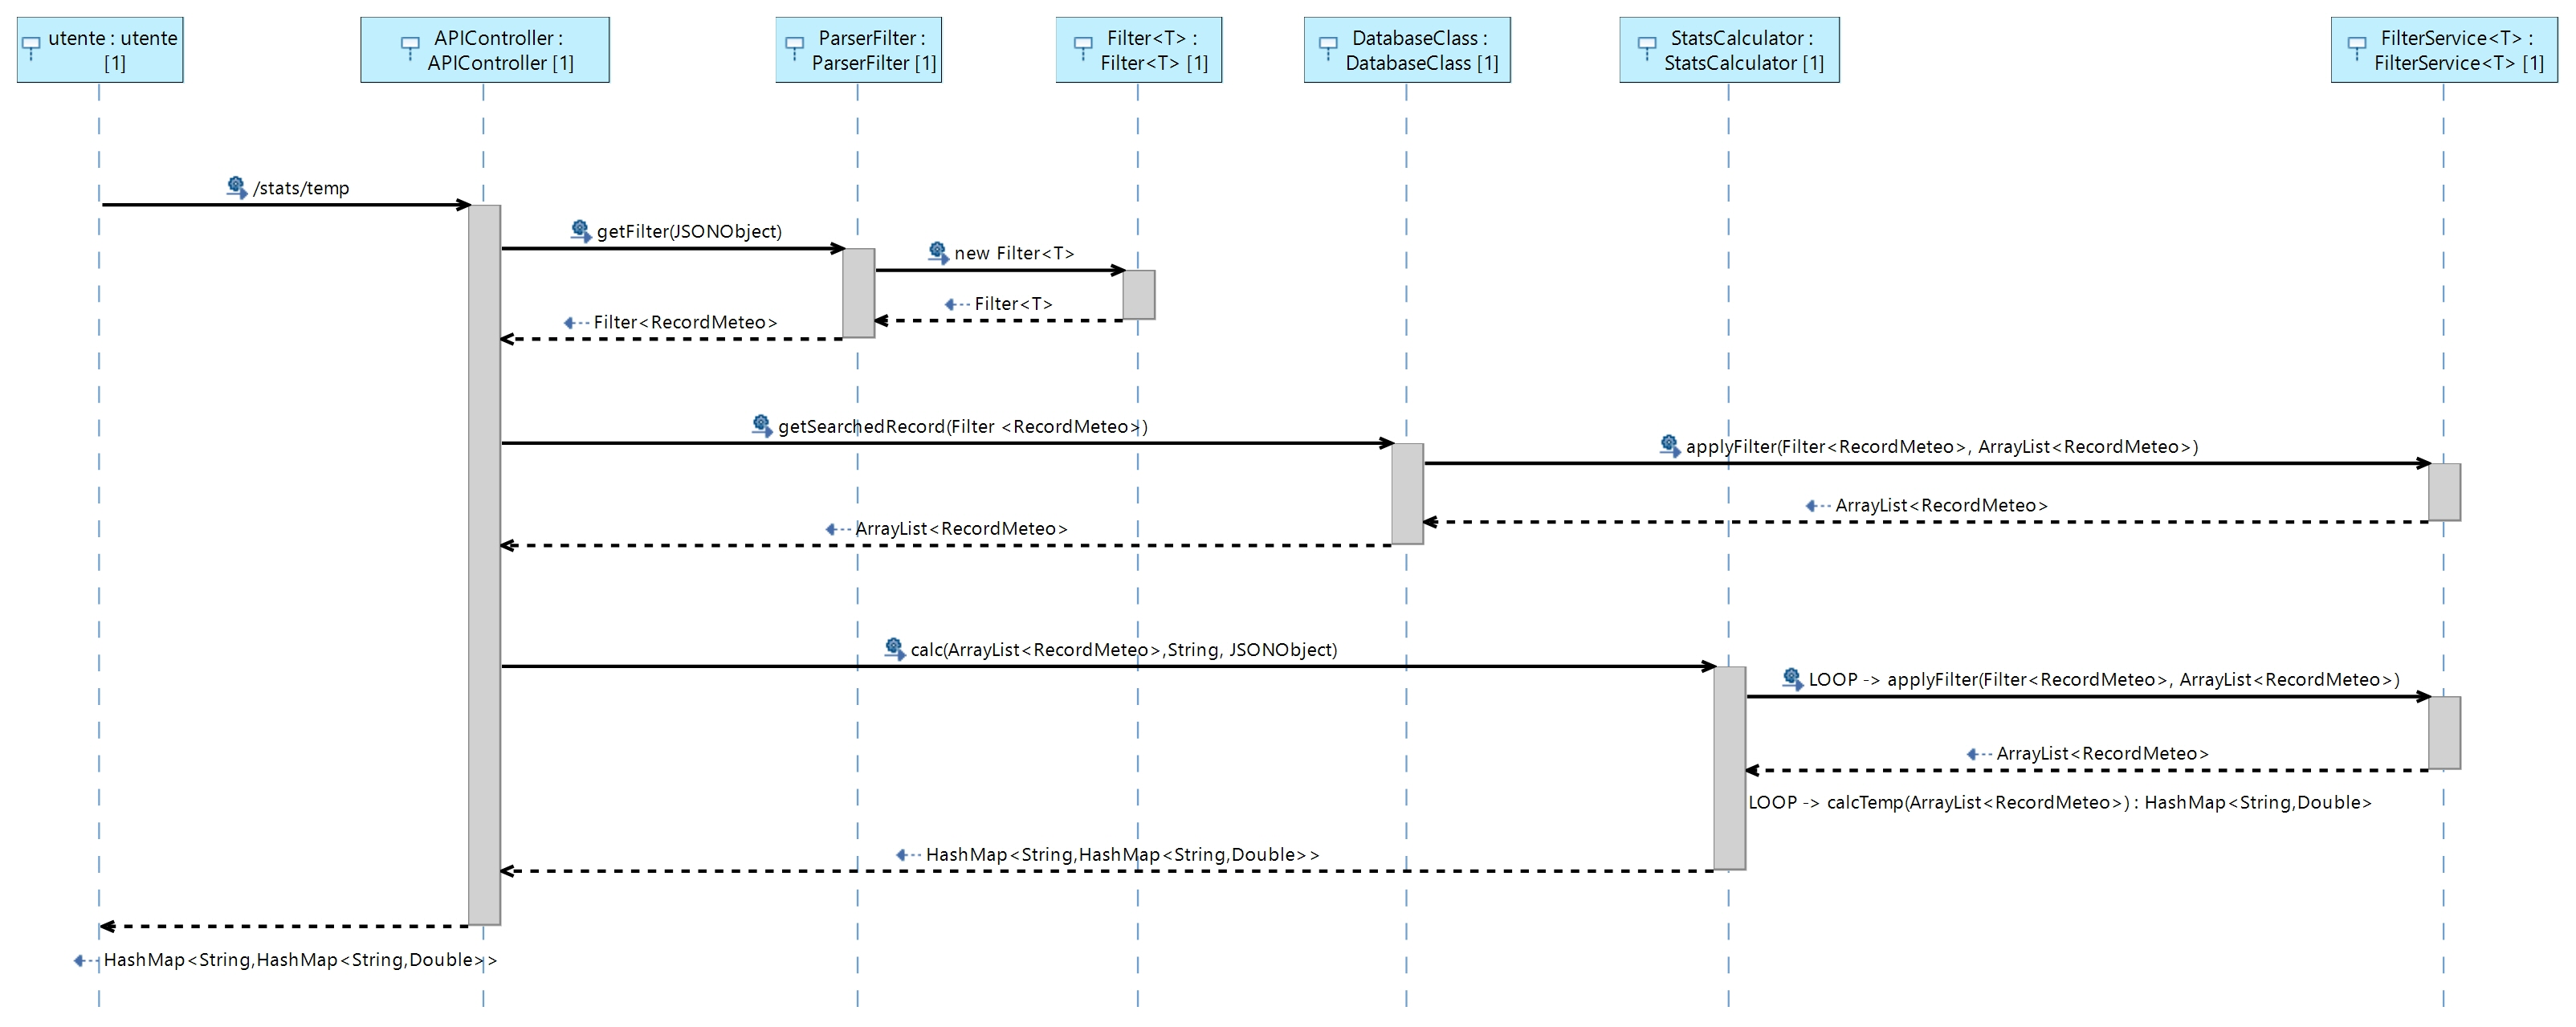 utente : utente
[1]
APIController :
APIController [1]
ParserFilter :
ParserFilter [1]
Filter<T> :
Filter<T> [1]
DatabaseClass :
DatabaseClass [1]
StatsCalculator :
StatsCalculator [1]
FilterService<T> :
FilterService<T> [1]
/stats/temp
getFilter(JSONObject)
new Filter<T>
Filter<T>
Filter<RecordMeteo>
getSearchedRecord(Filter <RecordMeteo>)
applyFilter(Filter<RecordMeteo>, ArrayList<RecordMeteo>)
ArrayList<RecordMeteo>
ArrayList<RecordMeteo>
calc(ArrayList<RecordMeteo>,String, JSONObject)
LOOP -> applyFilter(Filter<RecordMeteo>, ArrayList<RecordMeteo>)
ArrayList<RecordMeteo>
LOOP -> calcTemp(ArrayList<RecordMeteo>) : HashMap<String,Double>
HashMap<String,HashMap<String,Double>>
HashMap<String,HashMap<String,Double>>